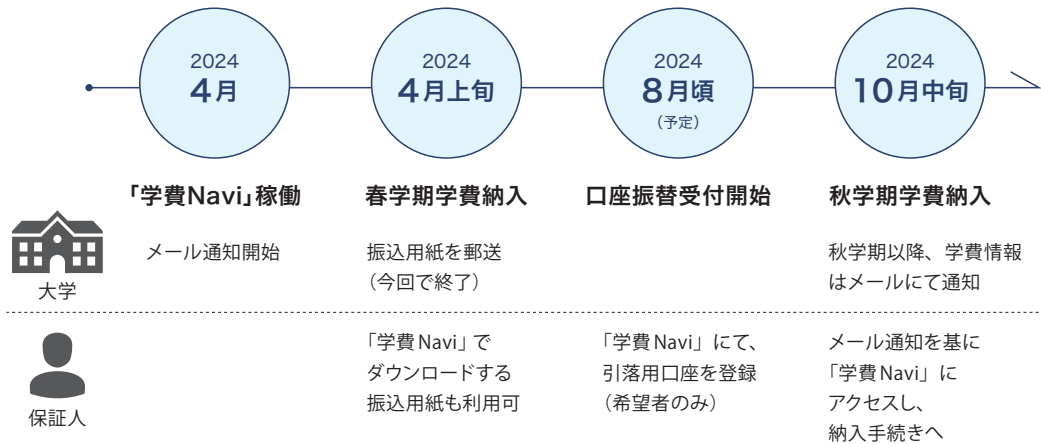 2024
4月
2024
4月上旬
2024
8月頃
(予定)
2024
10月中旬
「学費Navi」稼働
春学期学費納入
口座振替受付開始
秋学期学費納入
大学
メール通知開始
振込用紙を郵送
(今回で終了)
秋学期以降、学費情報
はメールにて通知
保証人
「学費Navi」で
ダウンロードする
振込用紙も利用可
「学費Navi」にて、
引落用口座を登録
(希望者のみ)
メール通知を基に
「学費Navi」に
アクセスし、
納入手続きへ